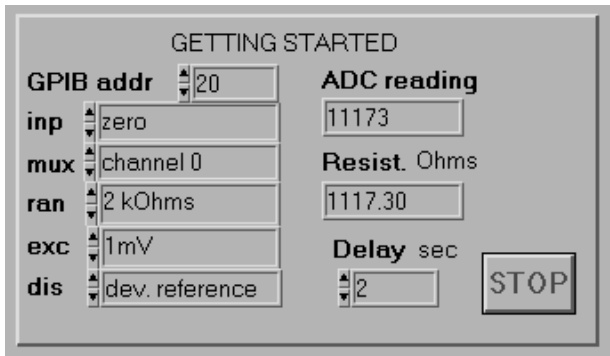 GETTING STARTED
GPIB addr 20
inp zero
mux channel 0
ran 2 kOhms
exc 1mV
dis dev. reference
ADC reading
11173
Resist. Ohms
1117.30
Delay sec
2
STOP